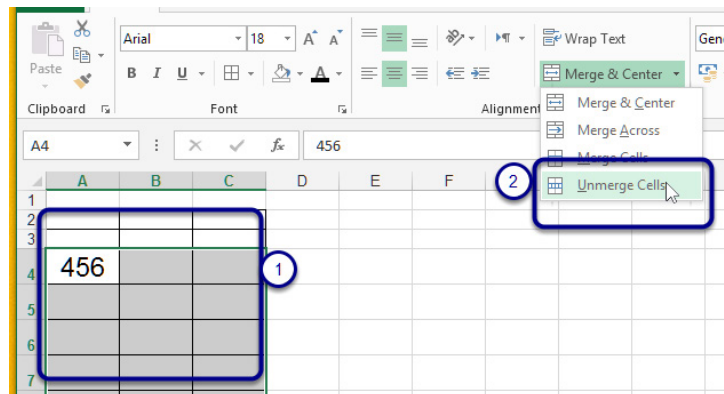 Arial 18 A A
Wrap Text
Gen
Paste
B I U A
Merge & Center
Clipboard Font Alignment
Merge & Center
Merge Across
Merge Cells
Unmerge Cells
A4 fx 456
A B C D E F
2
1
2
3
4 456
1
5
6
7